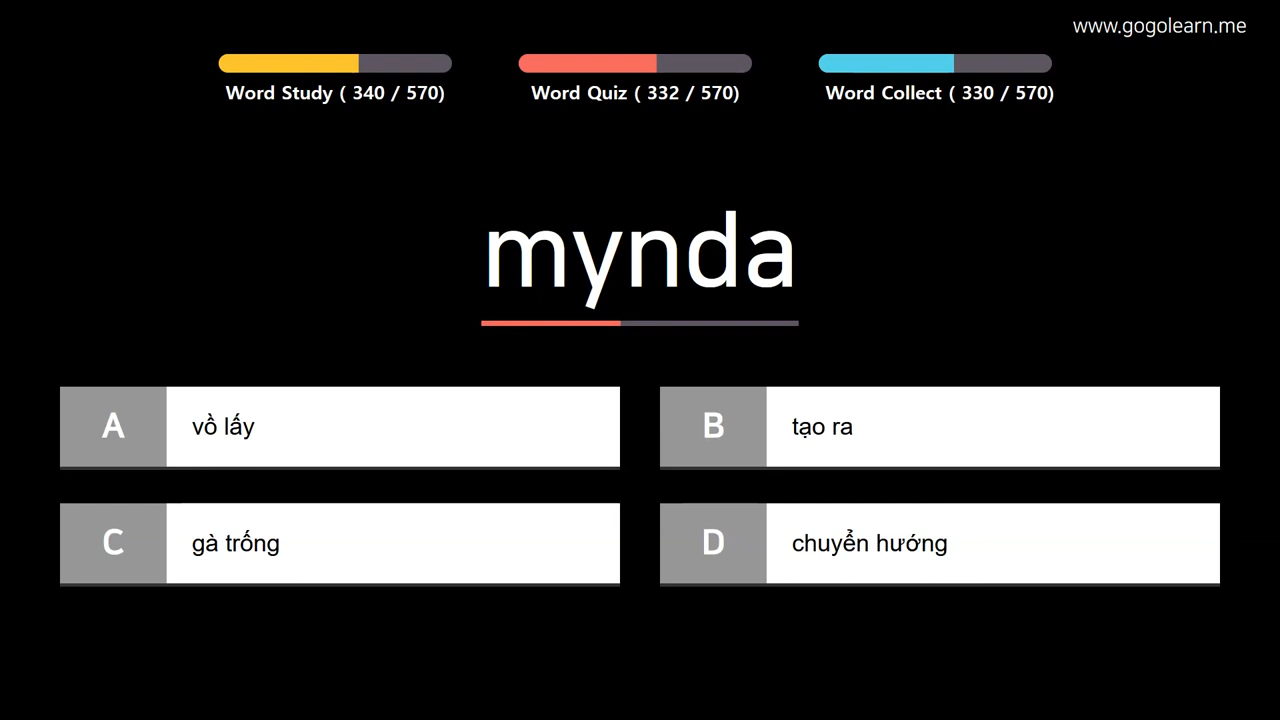 www.gogolearn.me
Word Study ( 340 / 570)
Word Quiz ( 332 / 570)
Word Collect ( 330 / 570)
mynda
A
vồ lấy
B
tạo ra
C
gà trống
D
chuyển hướng